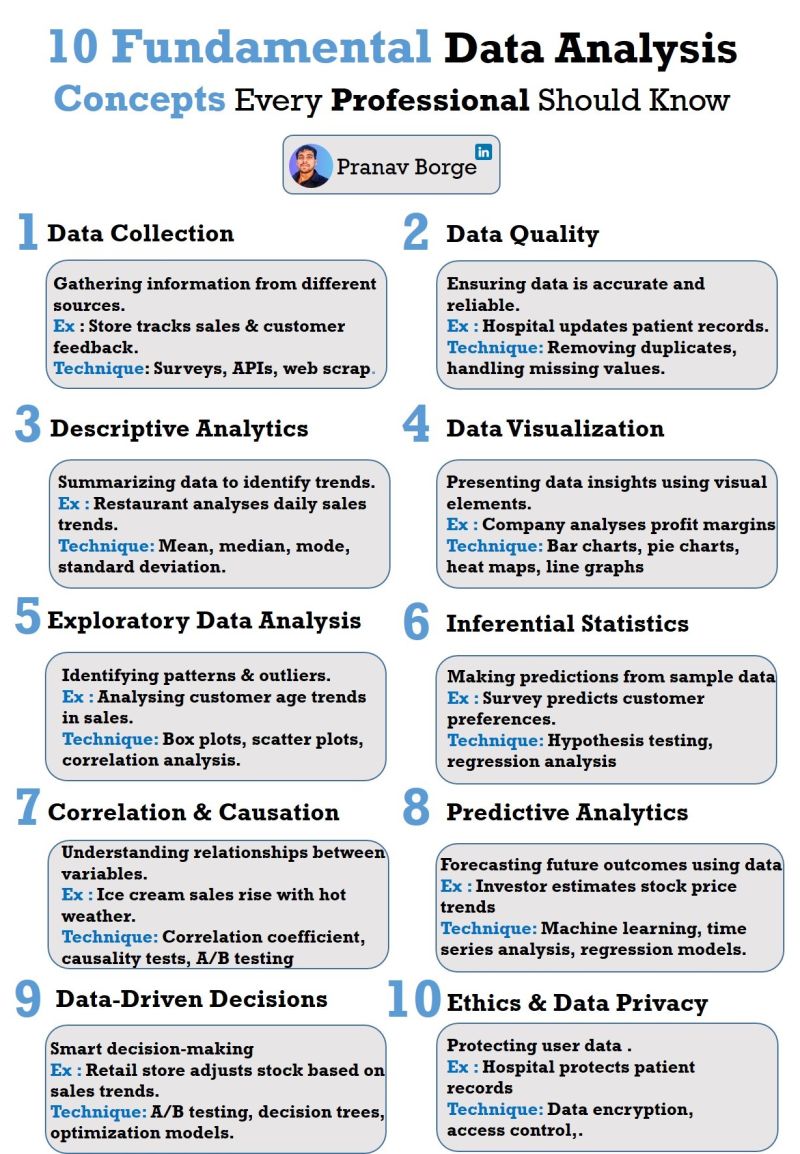 10 Fundamental Data Analysis
Concepts Every Professional Should Know
Pranav Borge
in
1 Data Collection
Gathering information from different
sources.
Ex : Store tracks sales & customer
feedback.
Technique: Surveys, APIs, web scrap.
2 Data Quality
Ensuring data is accurate and
reliable.
Ex : Hospital updates patient records.
Technique: Removing duplicates,
handling missing values.
3 Descriptive Analytics
Summarizing data to identify trends.
Ex : Restaurant analyses daily sales
trends.
Technique: Mean, median, mode,
standard deviation.
4 Data Visualization
Presenting data insights using visual
elements.
Ex : Company analyses profit margins
Technique: Bar charts, pie charts,
heat maps, line graphs
5 Exploratory Data Analysis
Identifying patterns & outliers.
Ex : Analysing customer age trends
in sales.
Technique: Box plots, scatter plots,
correlation analysis.
6 Inferential Statistics
Making predictions from sample data
Ex : Survey predicts customer
preferences.
Technique: Hypothesis testing,
regression analysis
7 Correlation & Causation
Understanding relationships between
variables.
Ex : Ice cream sales rise with hot
weather.
Technique: Correlation coefficient,
causality tests, A/B testing
8 Predictive Analytics
Forecasting future outcomes using data
Ex : Investor estimates stock price
trends
Technique: Machine learning, time
series analysis, regression models.
9 Data-Driven Decisions
Smart decision-making
Ex : Retail store adjusts stock based on
sales trends.
Technique: A/B testing, decision trees,
optimization models.
10 Ethics & Data Privacy
Protecting user data .
Ex : Hospital protects patient
records
Technique: Data encryption,
access control,.